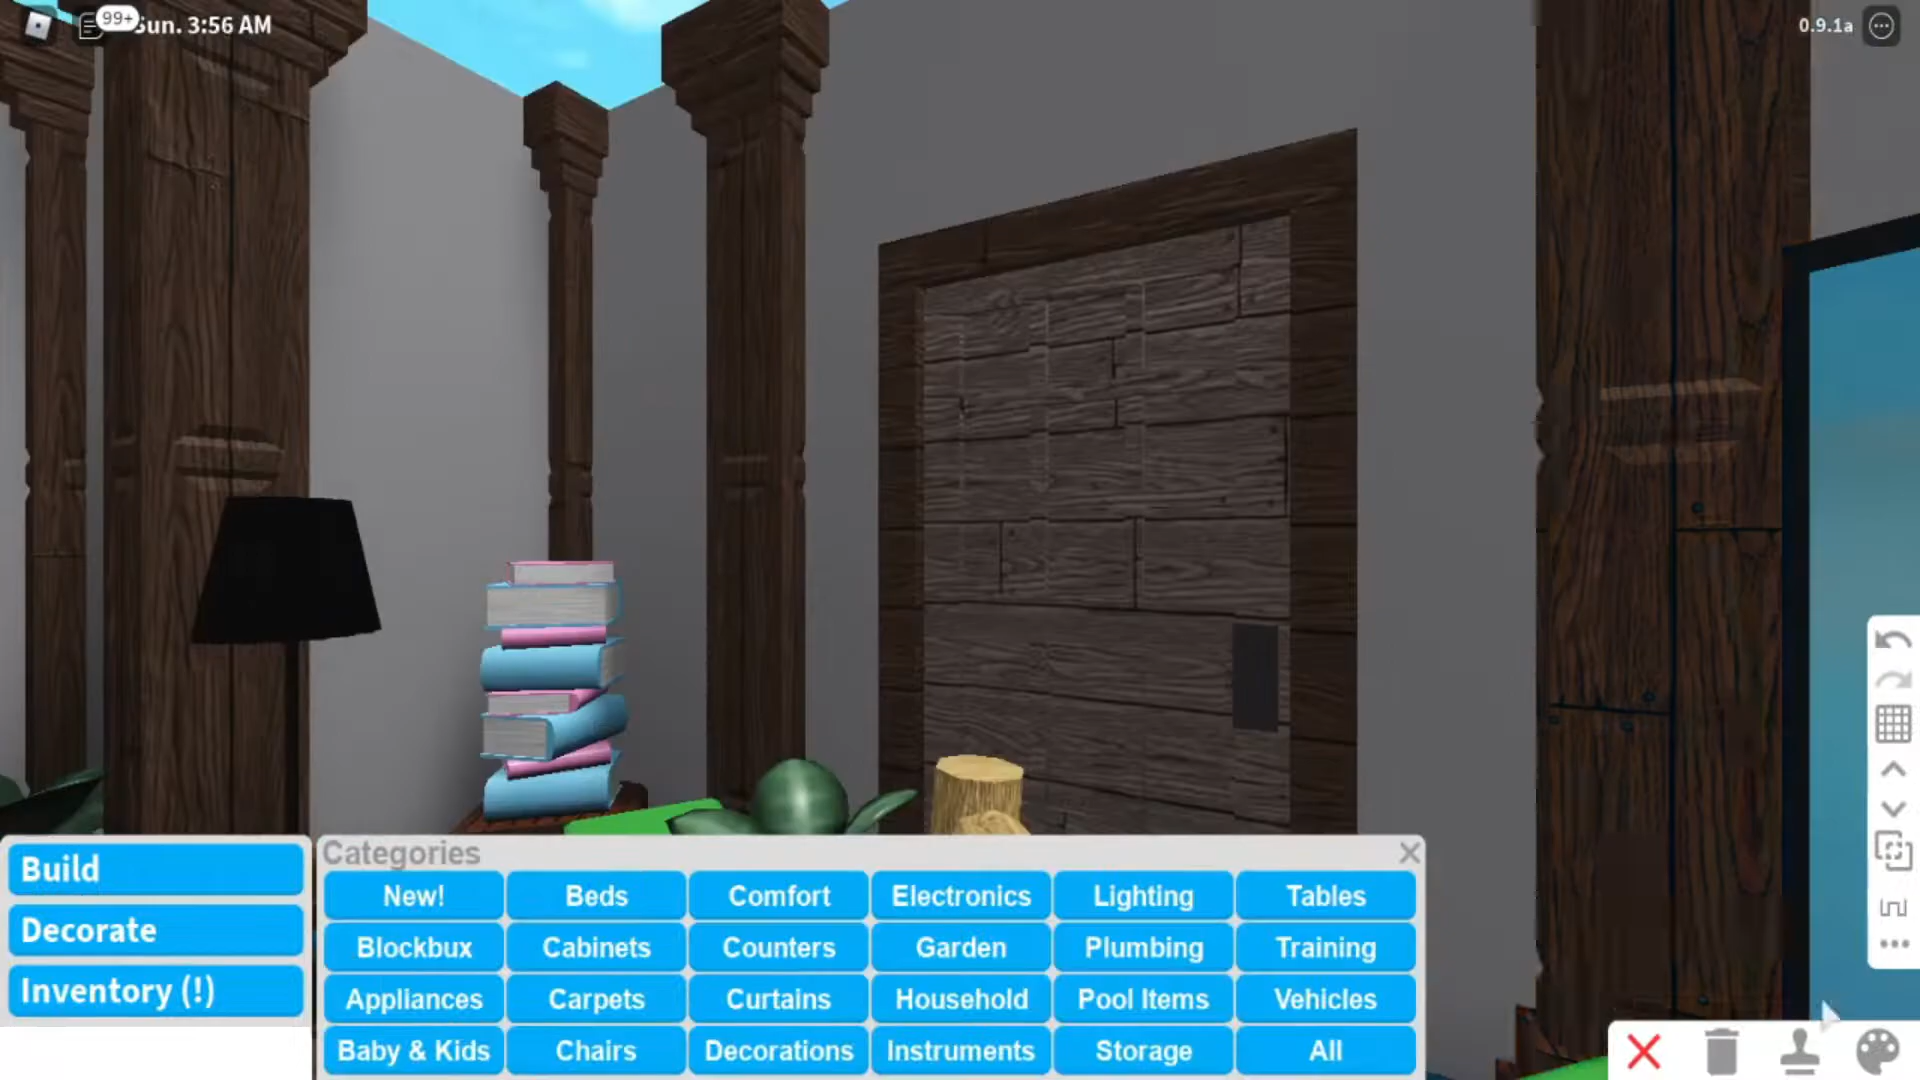 99+ Sun. 3:56 AM
0.9.1a
Build
Decorate
Inventory (!)
Categories
New! Beds Comfort Electronics Lighting Tables
Blockbux Cabinets Counters Garden Plumbing Training
Appliances Carpets Curtains Household Pool Items Vehicles
Baby & Kids Chairs Decorations Instruments Storage All